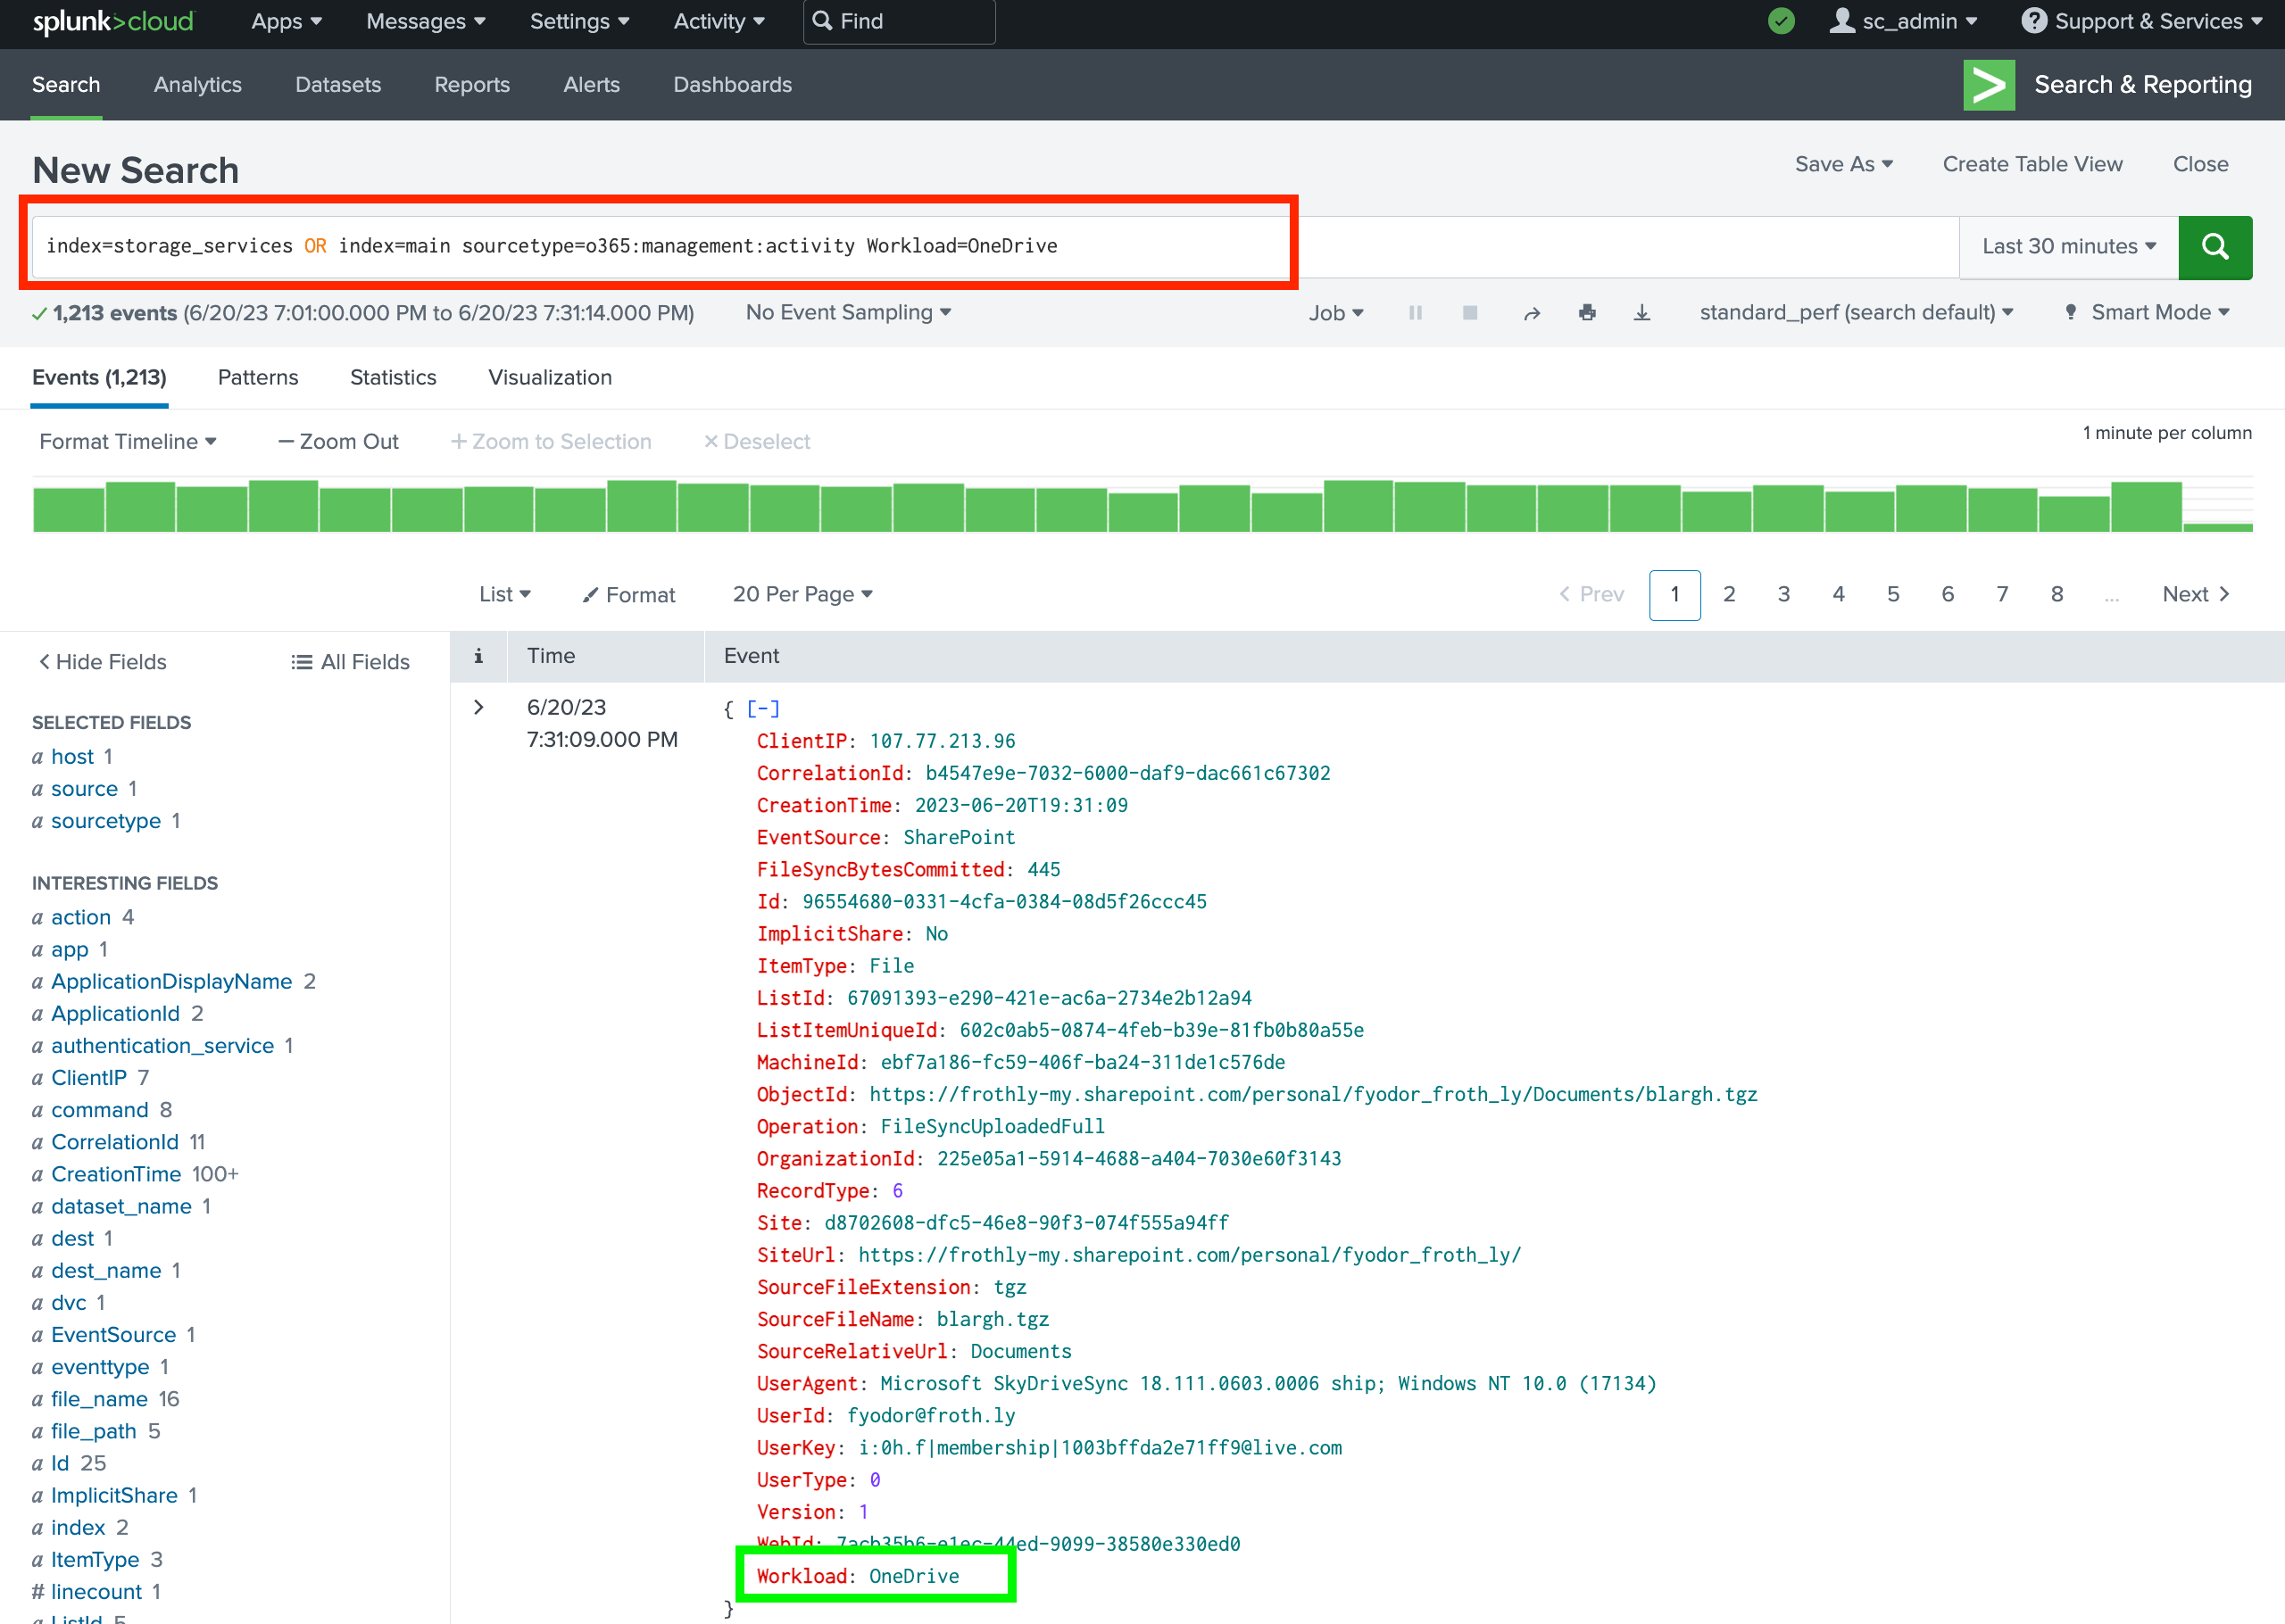 splunk>cloud Apps Messages Settings Activity Find sc_admin Support & Services
Search Analytics Datasets Reports Alerts Dashboards Search & Reporting
New Search
Save As Create Table View Close
index=storage_services OR index=main sourcetype=o365:management:activity Workload=OneDrive
Last 30 minutes
1,213 events (6/20/23 7:01:00.000 PM to 6/20/23 7:31:14.000 PM) No Event Sampling Job standard_perf (search default) Smart Mode
Events (1,213) Patterns Statistics Visualization
Format Timeline — Zoom Out + Zoom to Selection × Deselect
1 minute per column
List Format 20 Per Page < Prev 1 2 3 4 5 6 7 8 ... Next >
< Hide Fields All Fields
i Time Event
SELECTED FIELDS
a host 1
a source 1
a sourcetype 1
INTERESTING FIELDS
a action 4
a app 1
a ApplicationDisplayName 2
a ApplicationId 2
a authentication_service 1
a ClientIP 7
a command 8
a CorrelationId 11
a CreationTime 100+
a dataset_name 1
a dest 1
a dest_name 1
a dvc 1
a EventSource 1
a eventtype 1
a file_name 16
a file_path 5
a Id 25
a ImplicitShare 1
a index 2
a ItemType 3
# linecount 1
a ListId 5
> 6/20/23
7:31:09.000 PM
{ [-]
ClientIP: 107.77.213.96
CorrelationId: b4547e9e-7032-6000-daf9-dac661c67302
CreationTime: 2023-06-20T19:31:09
EventSource: SharePoint
FileSyncBytesCommitted: 445
Id: 96554680-0331-4cfa-0384-08d5f26ccc45
ImplicitShare: No
ItemType: File
ListId: 67091393-e290-421e-ac6a-2734e2b12a94
ListItemUniqueId: 602c0ab5-0874-4feb-b39e-81fb0b80a55e
MachineId: ebf7a186-fc59-406f-ba24-311de1c576de
ObjectId: https://frothly-my.sharepoint.com/personal/fyodor_froth_ly/Documents/blargh.tgz
Operation: FileSyncUploadedFull
OrganizationId: 225e05a1-5914-4688-a404-7030e60f3143
RecordType: 6
Site: d8702608-dfc5-46e8-90f3-074f555a94ff
SiteUrl: https://frothly-my.sharepoint.com/personal/fyodor_froth_ly/
SourceFileExtension: tgz
SourceFileName: blargh.tgz
SourceRelativeUrl: Documents
UserAgent: Microsoft SkyDriveSync 18.111.0603.0006 ship; Windows NT 10.0 (17134)
UserId: fyodor@froth.ly
UserKey: i:0h.f|membership|1003bffda2e71ff9@live.com
UserType: 0
Version: 1
WebId: 7acb35b6-e1ec-44ed-9099-38580e330ed0
Workload: OneDrive
}